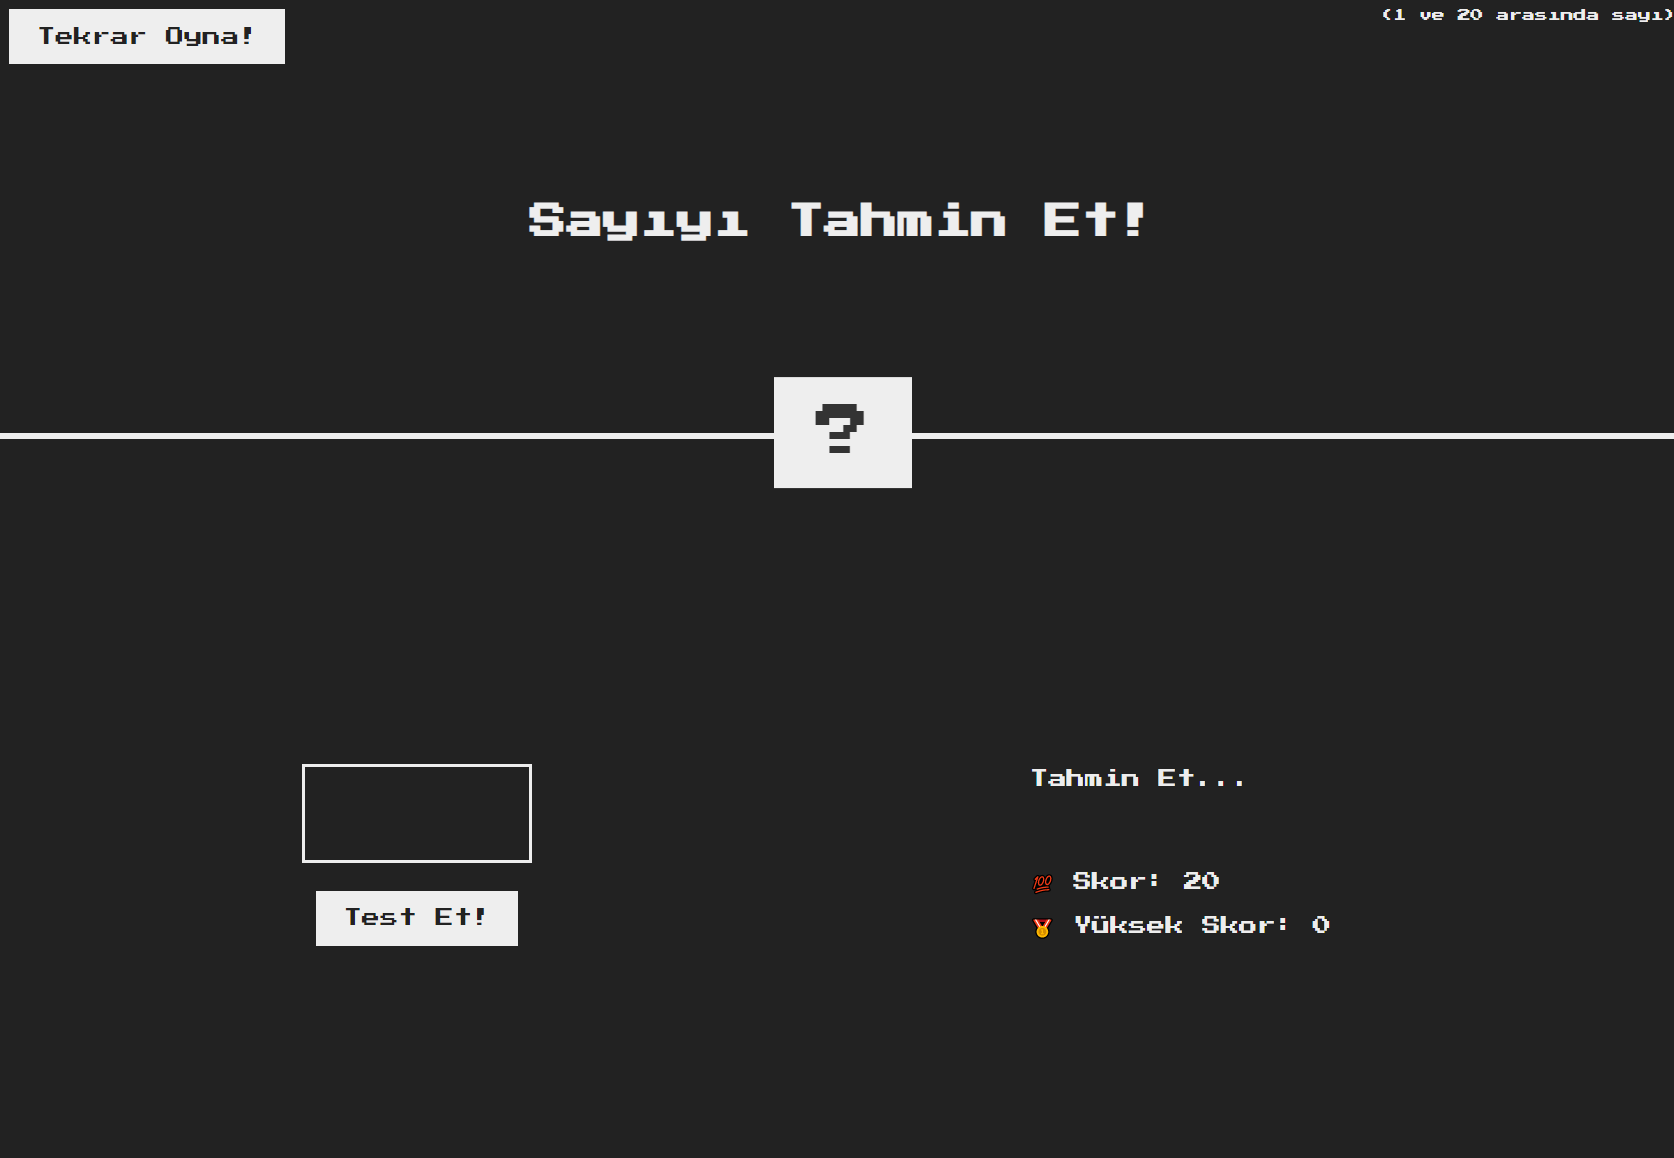 Tekrar Oyna!
(1 ve 20 arasında sayı)
Sayıyı Tahmin Et!
?
Tahmin Et...
💯 Skor: 20
Test Et!
🥇 Yüksek Skor: 0